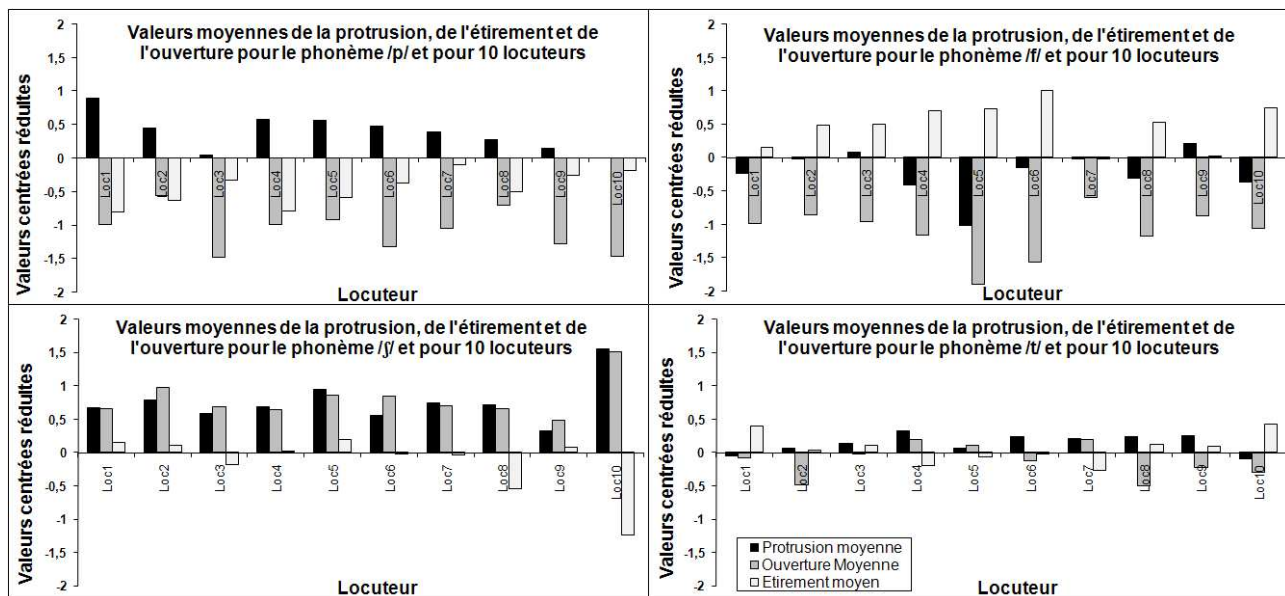 Valeurs moyennes de la protrusion, de l'étirement et de
l'ouverture pour le phonème /p/ et pour 10 locuteurs
Valeurs centrées réduites
2
1,5
1
0,5
0
-0,5
-1
-1,5
-2
Loc1
Loc2
Loc3
Loc4
Loc5
Loc6
Loc7
Loc8
Loc9
Loc10
Locuteur
Valeurs moyennes de la protrusion, de l'étirement et de
l'ouverture pour le phonème /f/ et pour 10 locuteurs
Valeurs centrées réduites
2
1,5
1
0,5
0
-0,5
-1
-1,5
-2
Loc1
Loc2
Loc3
Loc4
Loc5
Loc6
Loc7
Loc8
Loc9
Loc10
Locuteur
Valeurs moyennes de la protrusion, de l'étirement et de
l'ouverture pour le phonème /ʃ/ et pour 10 locuteurs
Valeurs centrées réduites
2
1,5
1
0,5
0
-0,5
-1
-1,5
-2
Loc1
Loc2
Loc3
Loc4
Loc5
Loc6
Loc7
Loc8
Loc9
Loc10
Locuteur
Valeurs moyennes de la protrusion, de l'étirement et de
l'ouverture pour le phonème /t/ et pour 10 locuteurs
Valeurs centrées réduites
2
1,5
1
0,5
0
-0,5
-1
-1,5
-2
Loc1
Loc2
Loc3
Loc4
Loc5
Loc6
Loc7
Loc8
Loc9
Loc10
Protrusion moyenne
Ouverture Moyenne
Etirement moyen
Locuteur